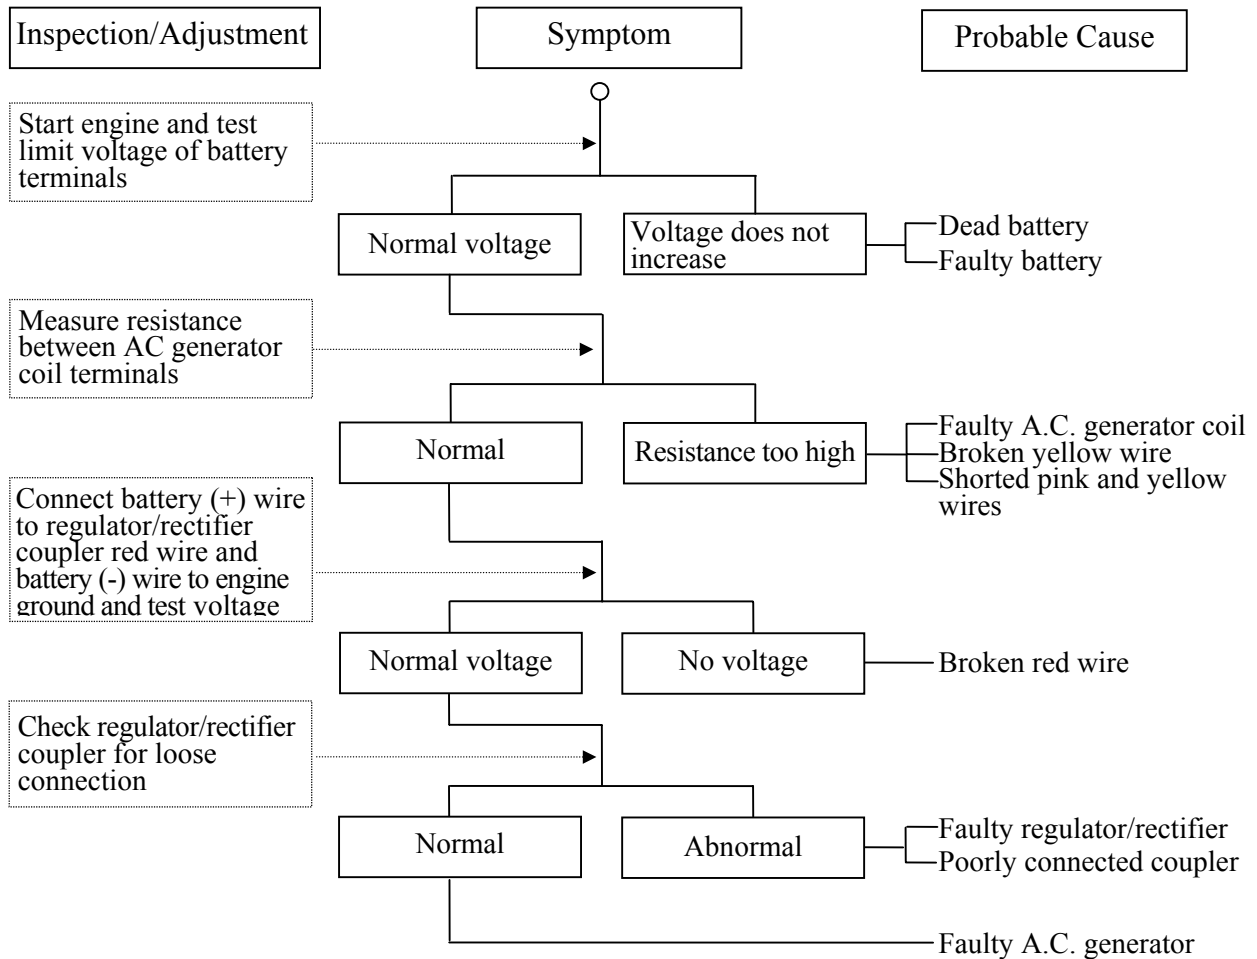 Inspection/Adjustment
Symptom
Probable Cause
Start engine and test
limit voltage of battery
terminals
Normal voltage
Voltage does not
increase
Dead battery
Faulty battery
Measure resistance
between AC generator
coil terminals
Normal
Resistance too high
Faulty A.C. generator coil
Broken yellow wire
Shorted pink and yellow
wires
Connect battery (+) wire
to regulator/rectifier
coupler red wire and
battery (-) wire to engine
ground and test voltage
Normal voltage
No voltage
Broken red wire
Check regulator/rectifier
coupler for loose
connection
Normal
Abnormal
Faulty regulator/rectifier
Poorly connected coupler
Faulty A.C. generator